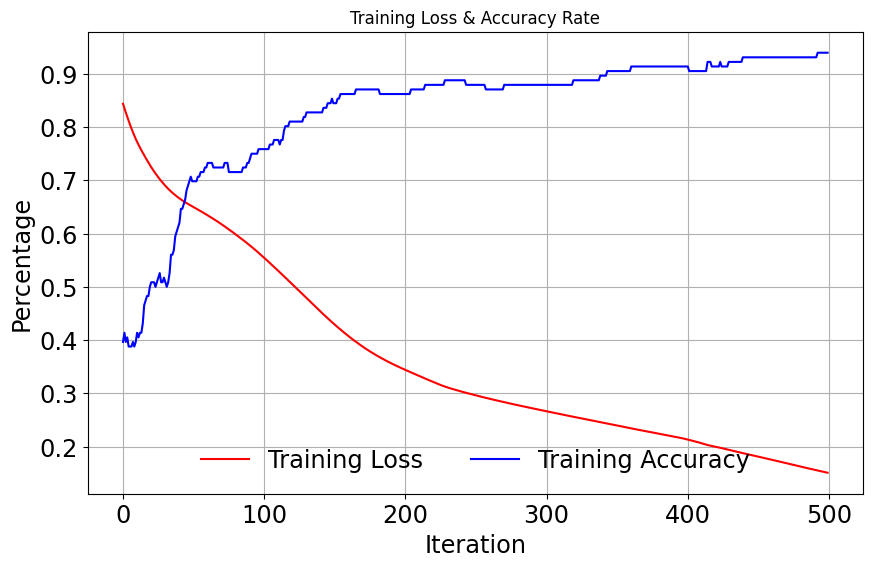 Training Loss & Accuracy Rate
Percentage
0.9
0.8
0.7
0.6
0.5
0.4
0.3
0.2
Training Loss Training Accuracy
0 100 200 300 400 500
Iteration